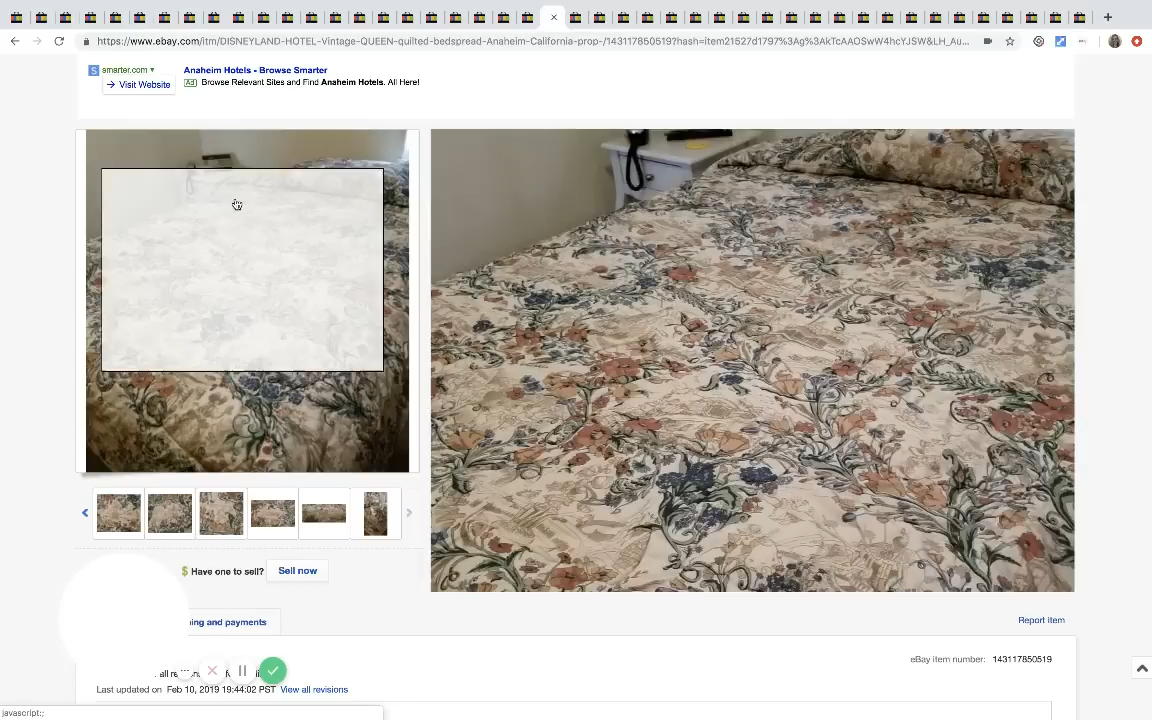 https://www.ebay.com/itm/DISNEYLAND-HOTEL-Vintage-QUEEN-quilted-bedspread-Anaheim-California-prop-/143117850519?hash=item21527d1797%3Ag%3AkTcAAOSwW4hcYJSW&LH_Au...
S smarter.com
Anaheim Hotels - Browse Smarter
Visit Website
Ad Browse Relevant Sites and Find Anaheim Hotels. All Here!
$ Have one to sell? Sell now
ing and payments
Report item
eBay item number: 143117850519
Last updated on Feb 10, 2019 19:44:02 PST View all revisions
javascript:;